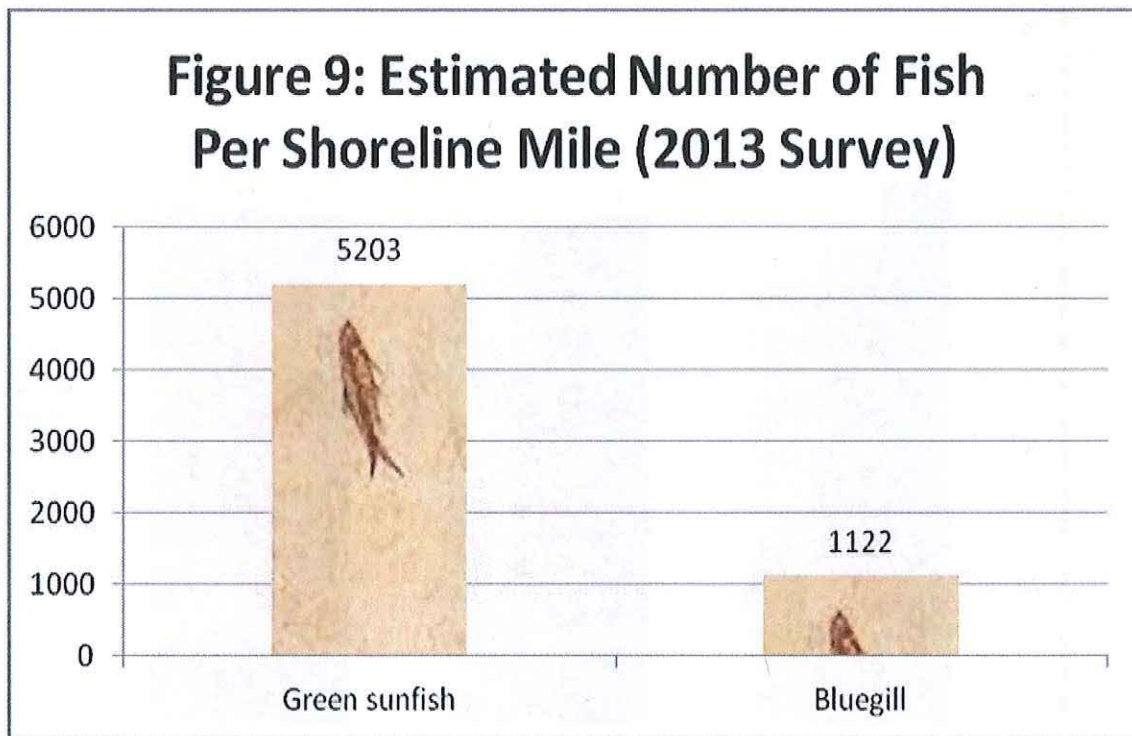 Figure 9: Estimated Number of Fish
Per Shoreline Mile (2013 Survey)
6000
5203
5000
4000
3000
2000
1122
1000
0
Green sunfish
Bluegill